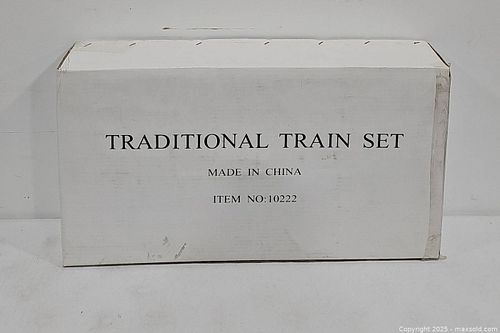 TRADITIONAL TRAIN SET
MADE IN CHINA
ITEM NO:10222
Copyright 2025 - maxsold.com